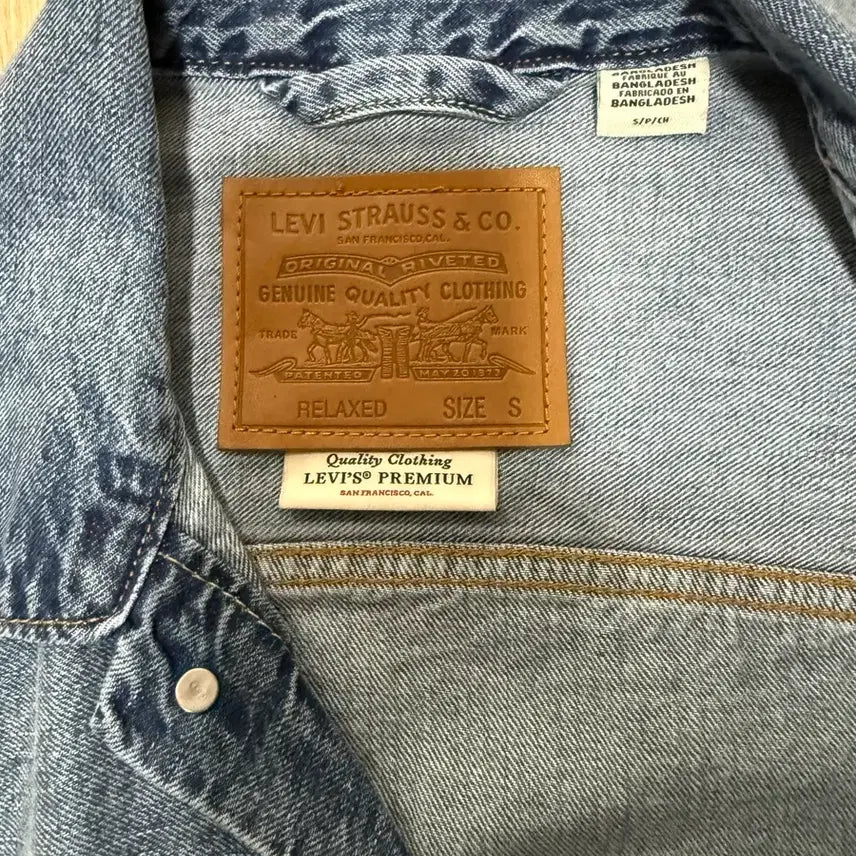 BANGLADESH
FABRIQUÉ AU
BANGLADESH
FABRICADO EN
BANGLADESH
S/P/CH
LEVI STRAUSS & CO.
SAN FRANCISCO, CAL.
ORIGINAL RIVETED
GENUINE QUALITY CLOTHING
TRADE MARK
PATENTED MAY 20 1873
RELAXED SIZE S
Quality Clothing
LEVI'S® PREMIUM
SAN FRANCISCO, CAL.